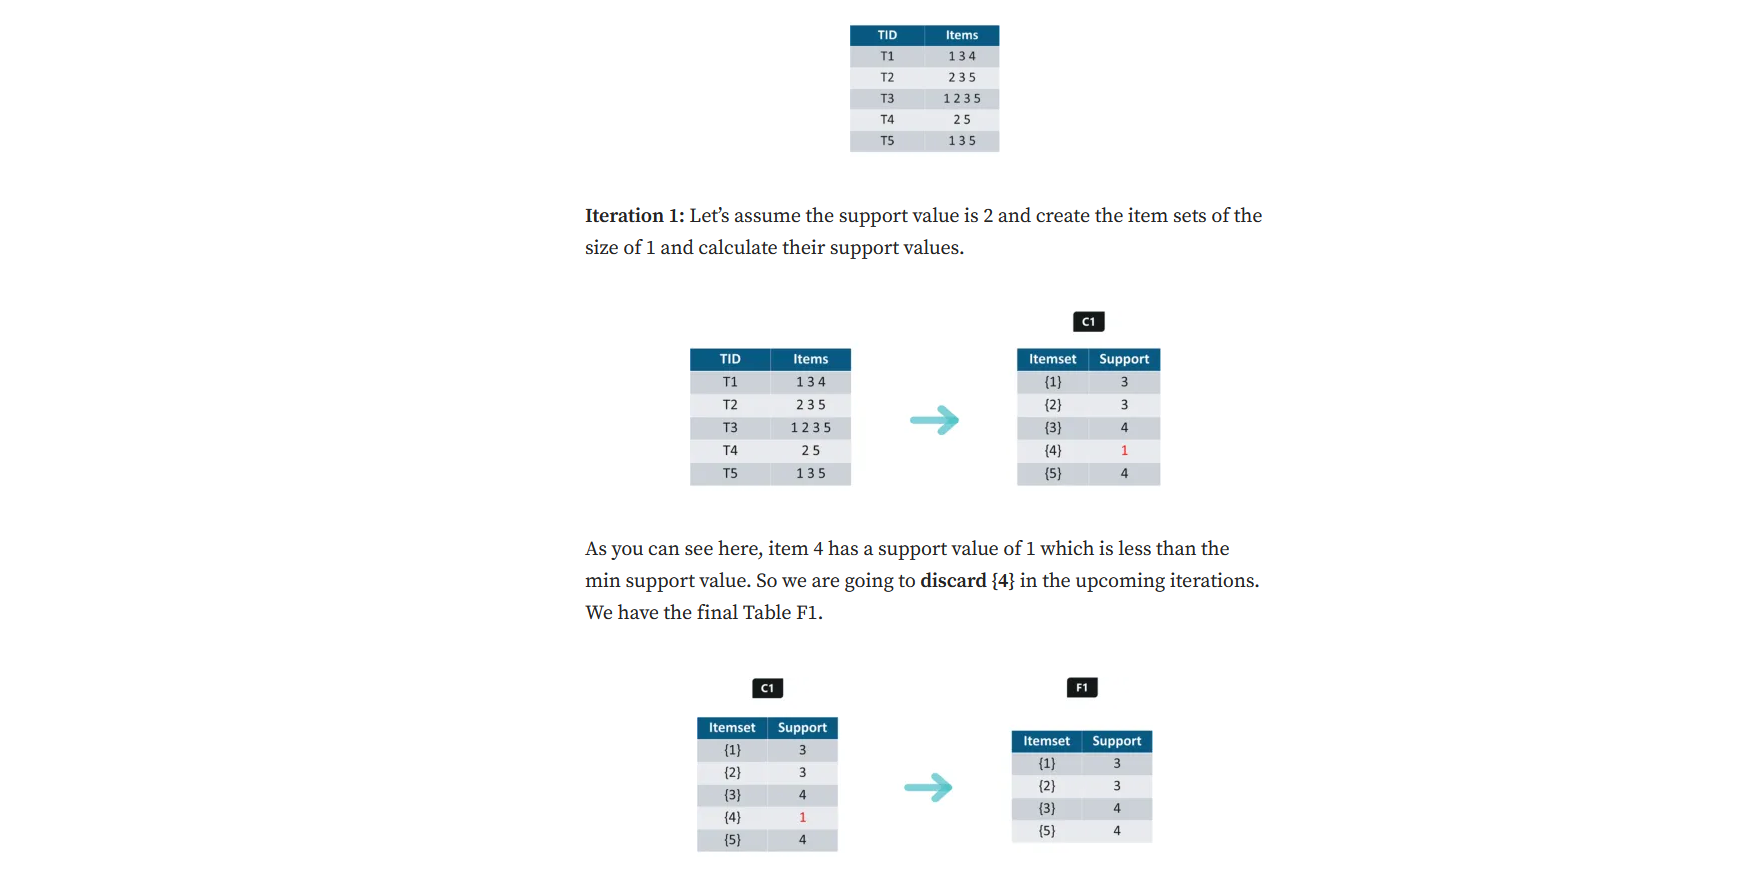 TID Items
T1 1 3 4
T2 2 3 5
T3 1 2 3 5
T4 2 5
T5 1 3 5
Iteration 1: Let’s assume the support value is 2 and create the item sets of the
size of 1 and calculate their support values.
TID Items
T1 1 3 4
T2 2 3 5
T3 1 2 3 5
T4 2 5
T5 1 3 5
C1
Itemset Support
{1} 3
{2} 3
{3} 4
{4} 1
{5} 4
As you can see here, item 4 has a support value of 1 which is less than the
min support value. So we are going to discard {4} in the upcoming iterations.
We have the final Table F1.
C1
Itemset Support
{1} 3
{2} 3
{3} 4
{4} 1
{5} 4
F1
Itemset Support
{1} 3
{2} 3
{3} 4
{5} 4